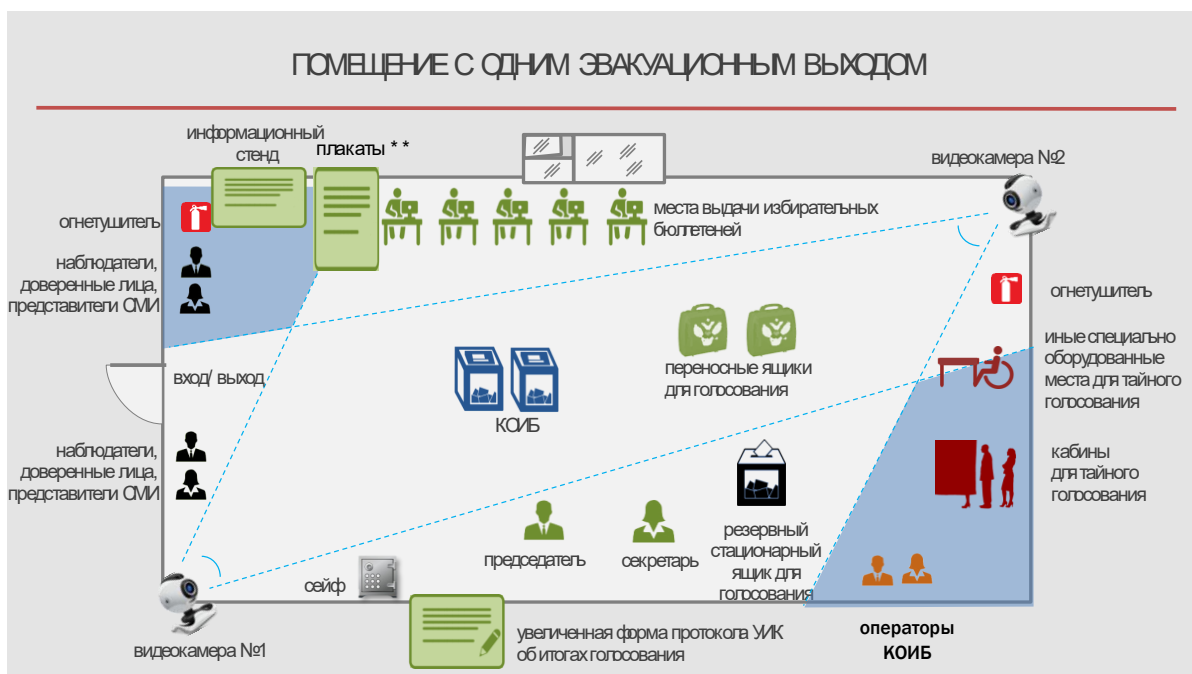 ПОМЕЩЕНИЕ С ОДНИМ ЭВАКУАЦИОННЫМ ВЫХОДОМ
информационный
стенд
плакаты * *
видеокамера №2
огнетушитель
места выдачи избирательных
бюллетеней
наблюдатели,
доверенные лица,
представители СМИ
огнетушитель
иные специально
оборудованные
места для тайного
голосования
переносные ящики
для голосования
вход/ выход
КОИБ
наблюдатели,
доверенные лица,
представители СМИ
кабины
для тайного
голосования
председатель
секретарь
резервный
стационарный
ящик для
голосования
сейф
операторы
КОИБ
увеличенная форма протокола УИК
об итогах голосования
видеокамера №1